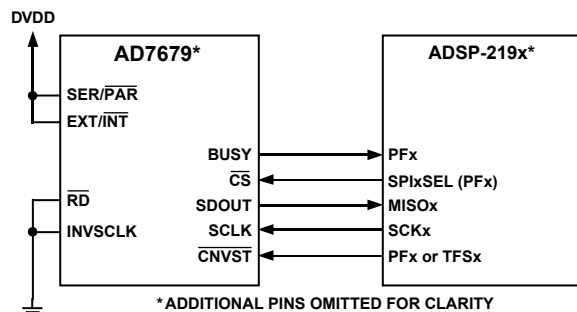 DVDD
AD7679*
ADSP-219x*
SER/PAR
EXT/INT
BUSY
PFx
CS
SPIxSEL (PFx)
RD
SDOUT
MISOx
INVSCLK
SCLK
SCKx
CNVST
PFx or TFSx
*ADDITIONAL PINS OMITTED FOR CLARITY